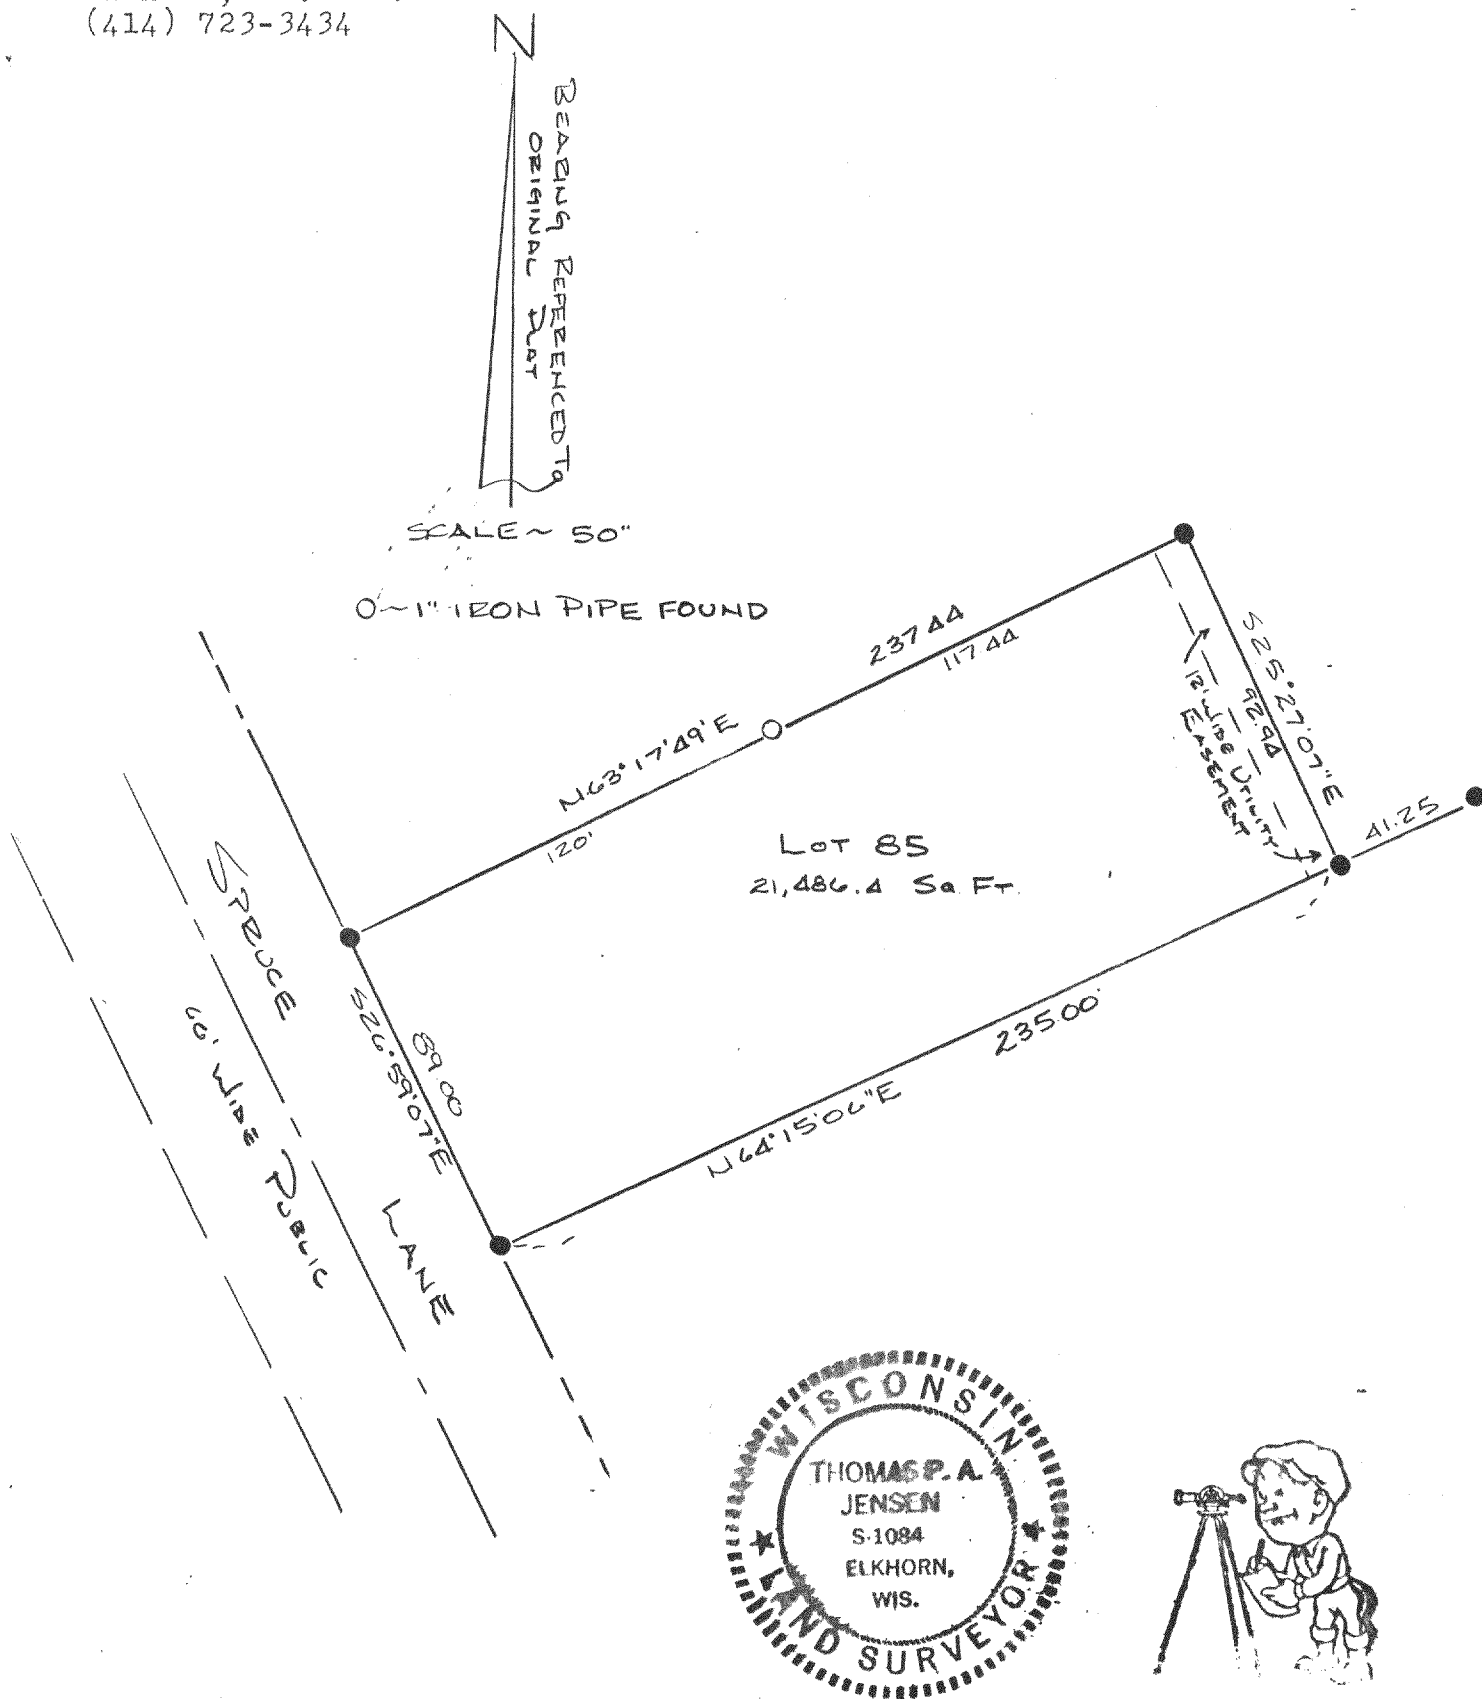 (414) 723-3434
N
BEARING REFERENCED TO
ORIGINAL PLAT
SCALE~ 50"
O~1" IRON PIPE FOUND
237.44
117.44
N63°17'49"E
120'
S25°27'07"E
92.94
12' WIDE UTILITY
EASEMENT
41.25
LOT 85
21,486.4 SQ. FT.
SPRUCE
LANE
66' WIDE PUBLIC
89.00
S26°59'07"E
235.00'
N64°15'06"E
WISCONSIN
THOMAS P. A.
JENSEN
S-1084
ELKHORN,
WIS.
★ LAND SURVEYOR ★